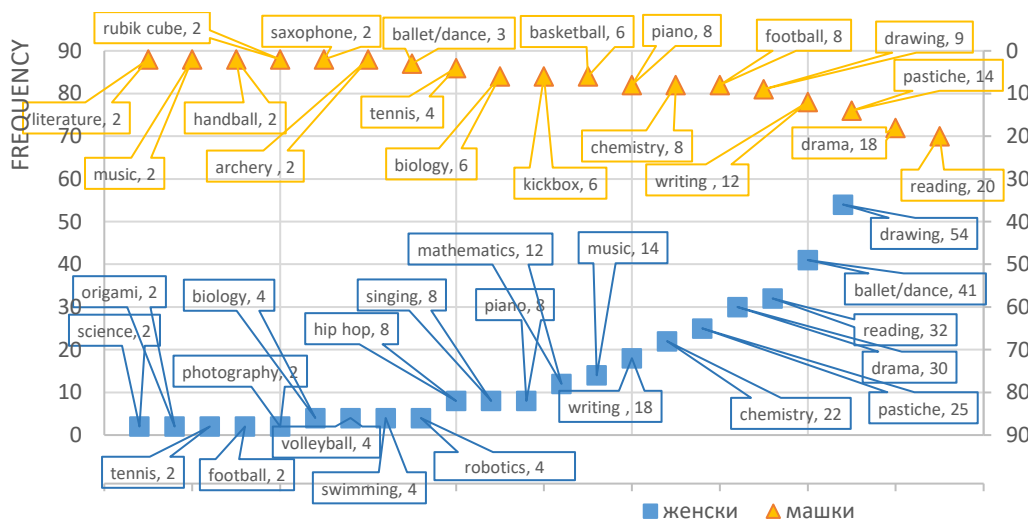 rubik cube, 2
saxophone, 2
ballet/dance, 3
basketball, 6
piano, 8
football, 8
drawing, 9
pastiche, 14
/literature, 2
music, 2
handball, 2
archery, 2
tennis, 4
biology, 6
kickbox, 6
chemistry, 8
writing , 12
drama, 18
reading, 20
FREQUENCY
90
80
70
60
50
40
30
20
10
0
0
10
20
30
40
50
60
70
80
90
origami, 2
science, 2
biology, 4
photography, 2
tennis, 2
football, 2
volleyball, 4
swimming, 4
robotics, 4
hip hop, 8
singing, 8
piano, 8
mathematics, 12
music, 14
writing , 18
chemistry, 22
pastiche, 25
drama, 30
reading, 32
ballet/dance, 41
drawing, 54
женски
машки